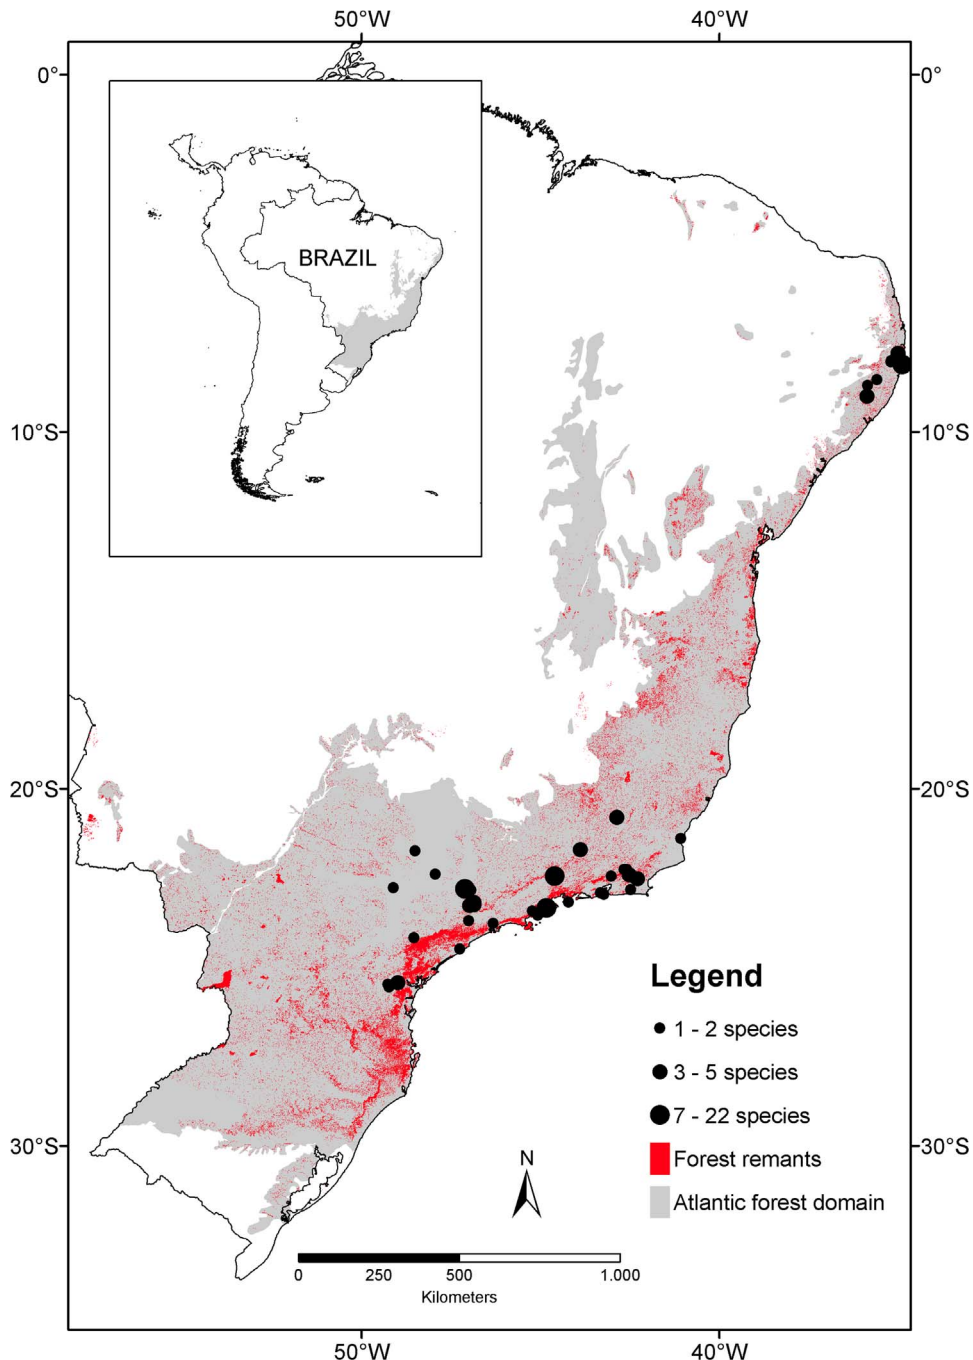 50°W 40°W
0° 0°
BRAZIL
10°S 10°S
20°S 20°S
Legend
1 - 2 species
3 - 5 species
7 - 22 species
Forest remants
Atlantic forest domain
30°S 30°S
N
0 250 500 1.000
Kilometers
50°W 40°W